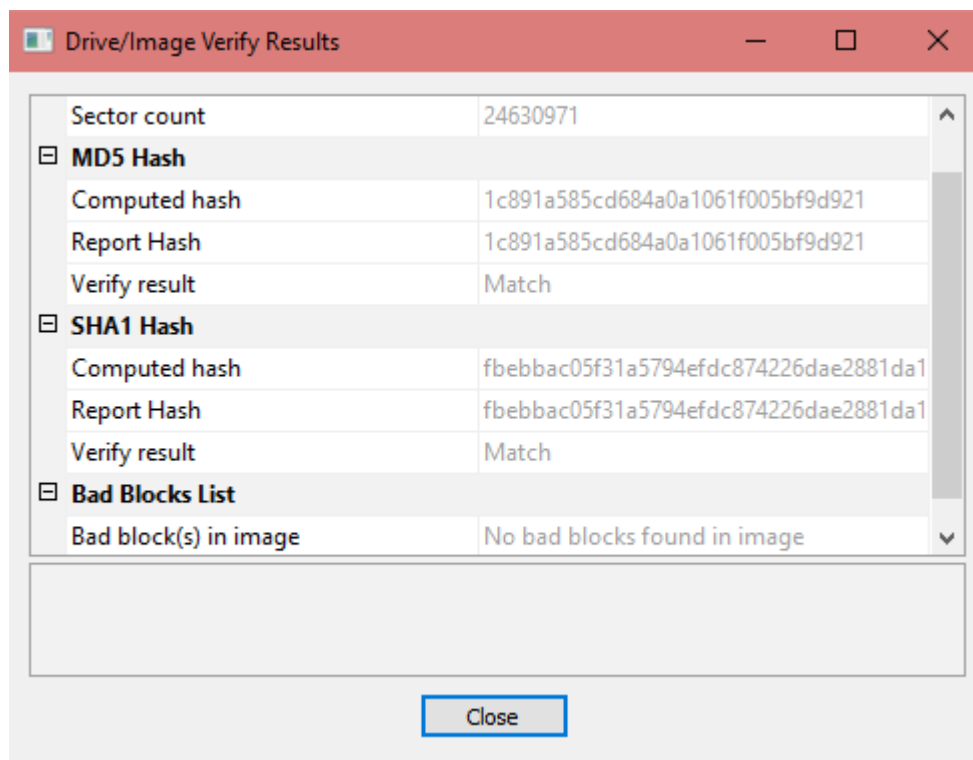 Drive/Image Verify Results
Sector count 24630971
MD5 Hash
Computed hash 1c891a585cd684a0a1061f005bf9d921
Report Hash 1c891a585cd684a0a1061f005bf9d921
Verify result Match
SHA1 Hash
Computed hash fbebbac05f31a5794efdc874226dae2881da1
Report Hash fbebbac05f31a5794efdc874226dae2881da1
Verify result Match
Bad Blocks List
Bad block(s) in image No bad blocks found in image
Close